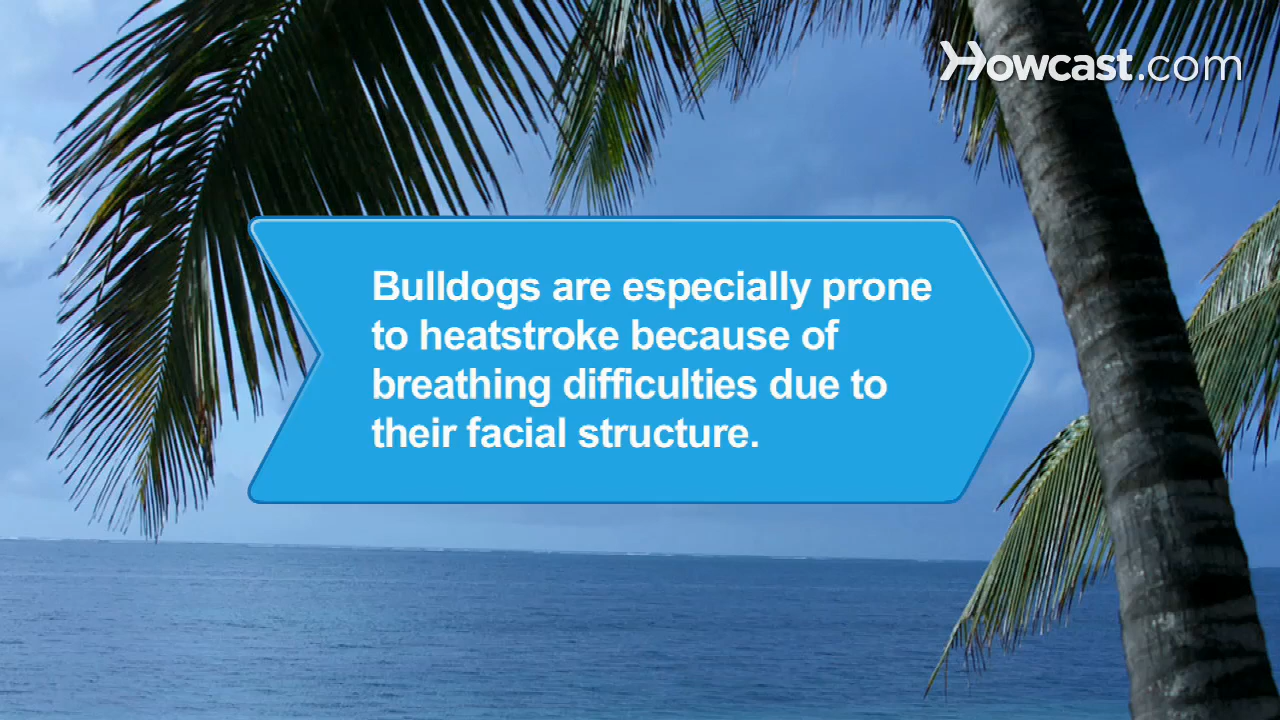 Howcast.com
Bulldogs are especially prone
to heatstroke because of
breathing difficulties due to
their facial structure.